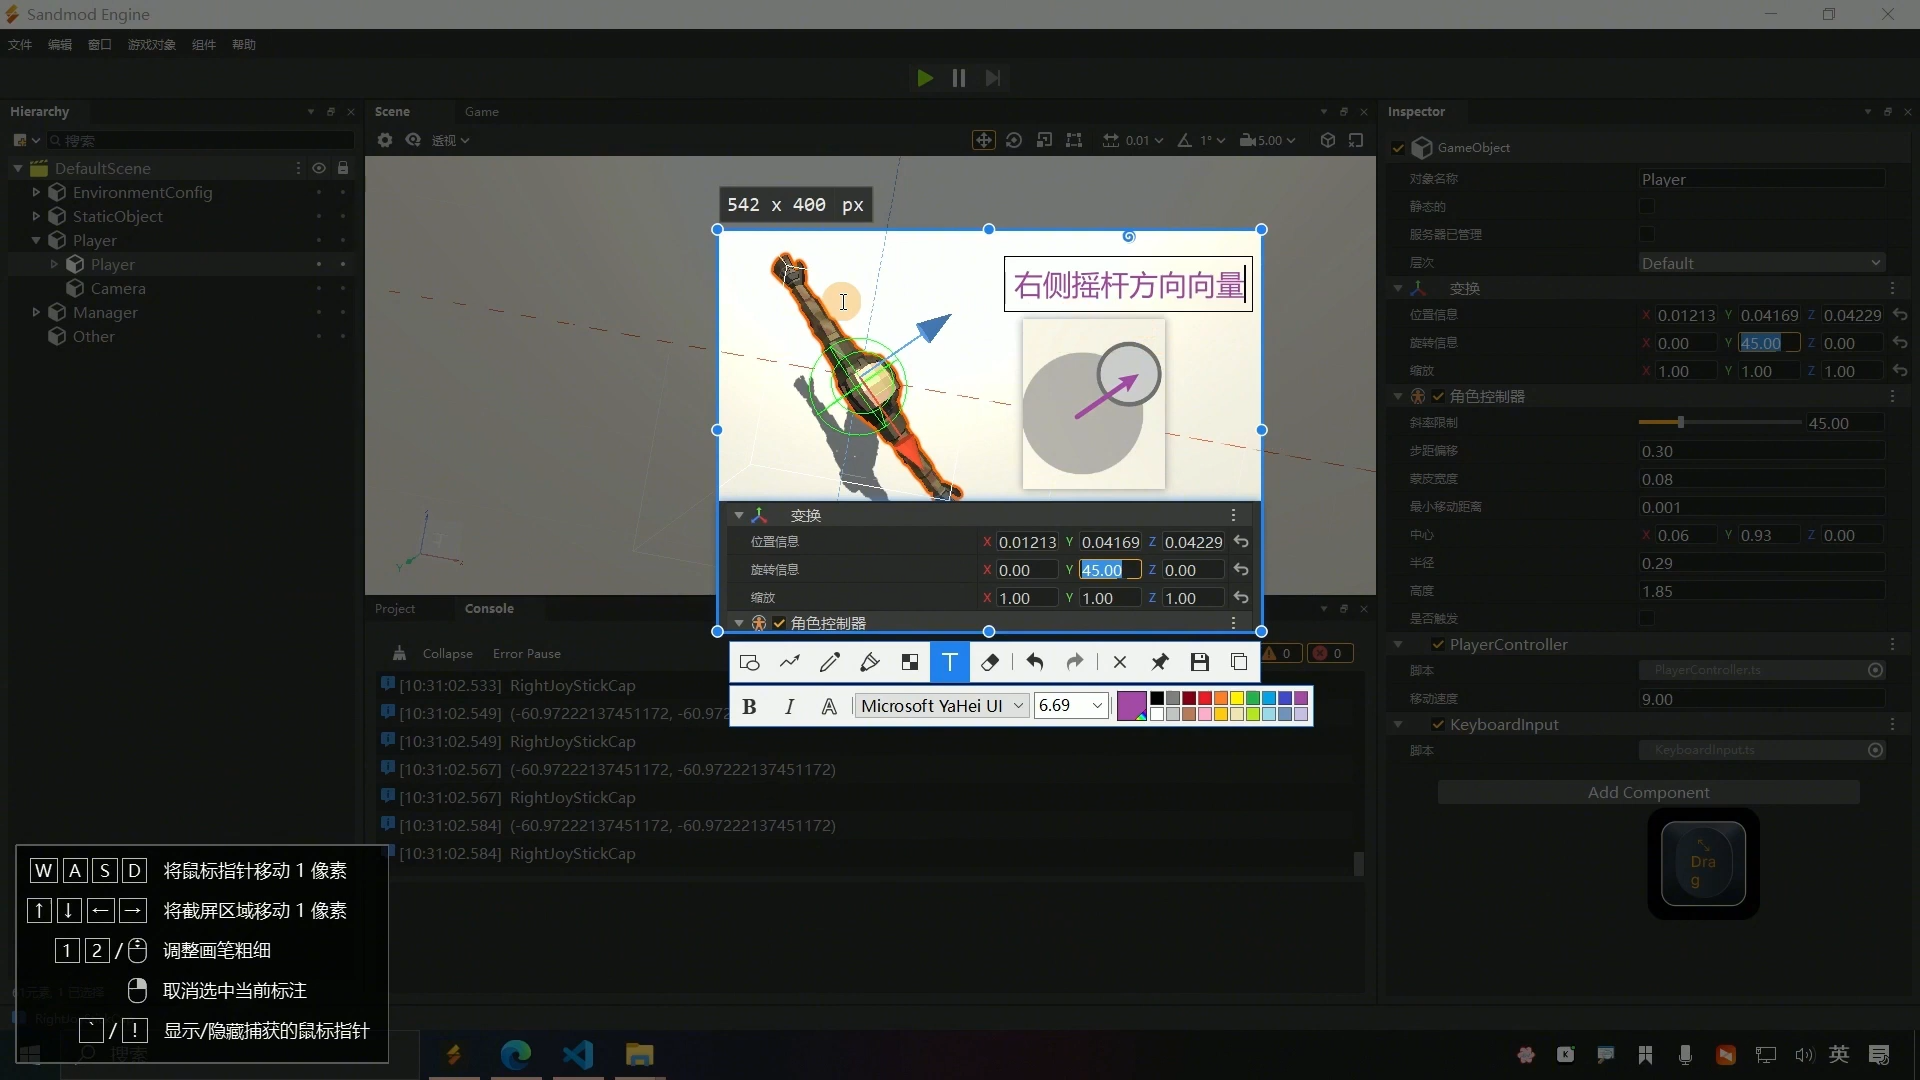 Sandmod Engine
文件 编辑 窗口 游戏对象 组件 帮助
Hierarchy
搜索
DefaultScene
EnvironmentConfig
StaticObject
Player
Player
Camera
Manager
Other
Scene Game
透视 0.01 1° 5.00
542 x 400 px
右侧摇杆方向向量
变换
位置信息 X 0.01213 Y 0.04169 Z 0.04229
旋转信息 X 0.00 Y 45.00 Z 0.00
缩放 X 1.00 Y 1.00 Z 1.00
角色控制器
T
B I A Microsoft YaHei UI 6.69
Project Console
Collapse Error Pause 0 0
[10:31:02.533] RightJoyStickCap
[10:31:02.549] (-60.97222137451172, -60.972
[10:31:02.549] RightJoyStickCap
[10:31:02.567] (-60.97222137451172, -60.97222137451172)
[10:31:02.567] RightJoyStickCap
[10:31:02.584] (-60.97222137451172, -60.97222137451172)
[10:31:02.584] RightJoyStickCap
Inspector
GameObject
对象名称 Player
静态的
服务器已管理
层次 Default
变换
位置信息 X 0.01213 Y 0.04169 Z 0.04229
旋转信息 X 0.00 Y 45.00 Z 0.00
缩放 X 1.00 Y 1.00 Z 1.00
角色控制器
斜率限制 45.00
步距偏移 0.30
蒙皮宽度 0.08
最小移动距离 0.001
中心 X 0.06 Y 0.93 Z 0.00
半径 0.29
高度 1.85
是否触发
PlayerController
脚本 PlayerController.ts
移动速度 9.00
KeyboardInput
脚本 KeyboardInput.ts
Add Component
Dra
g
W A S D 将鼠标指针移动 1 像素
↑ ↓ ← → 将截屏区域移动 1 像素
1 2 / 调整画笔粗细
取消选中当前标注
` / ! 显示/隐藏捕获的鼠标指针
搜索
英